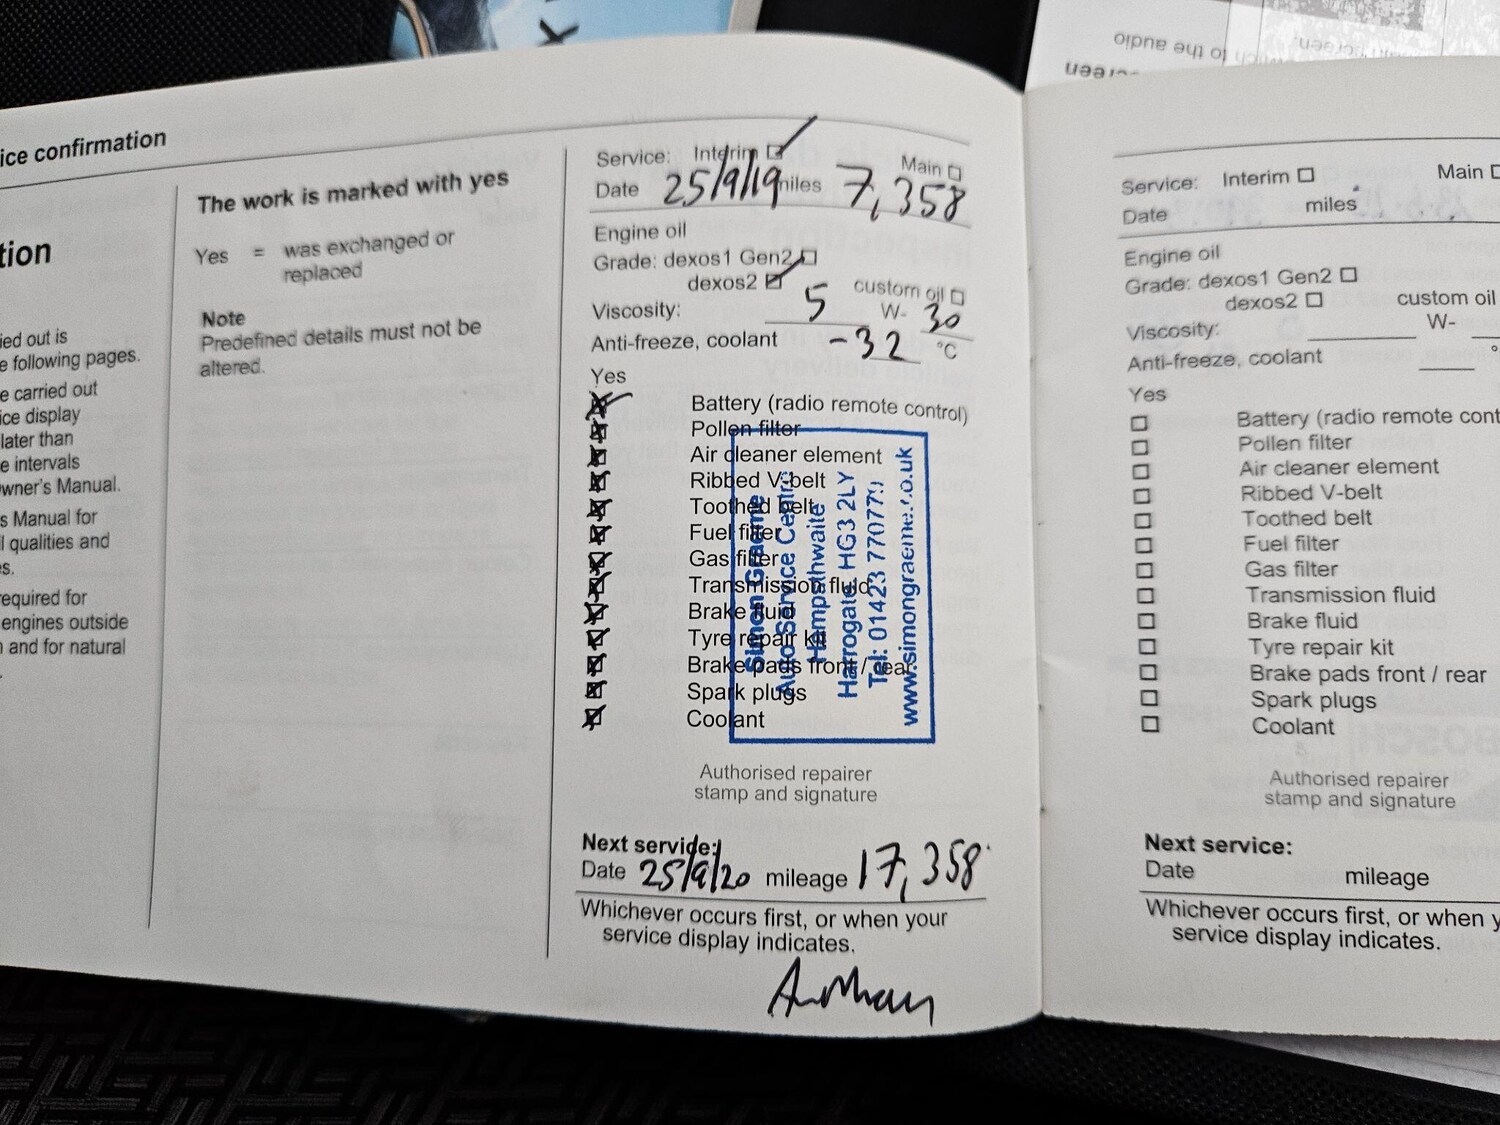 ice confirmation
tion
ied out is
e following pages.
e carried out
ice display
later than
e intervals
wner's Manual.
s Manual for
l qualities and
s.
required for
engines outside
and for natural
The work is marked with yes
Yes = was exchanged or
replaced
Note
Predefined details must not be
altered.
Service: Interim Main
Date 25/9/19 miles 7,358
Engine oil
Grade: dexos1 Gen2
dexos2 custom oil
Viscosity: 5 W- 30
Anti-freeze, coolant -32 °C
Yes
Battery (radio remote control)
Pollen filter
Air cleaner element
Ribbed V-belt
Toothed belt
Fuel filter
Gas filter
Transmission fluid
Brake fluid
Tyre repair kit
Brake pads front / rear
Spark plugs
Coolant
Simon Graeme
Auto Service Centre
Hampsthwaite
Harrogate. HG3 2LY
Tel: 01423 770779
www.simongraeme.co.uk
Authorised repairer
stamp and signature
Next service:
Date 25/9/20 mileage 17,358
Whichever occurs first, or when your
service display indicates.
Service: Interim Main
Date miles
Engine oil
Grade: dexos1 Gen2
dexos2 custom oil
Viscosity: W-
Anti-freeze, coolant °
Yes
Battery (radio remote cont
Pollen filter
Air cleaner element
Ribbed V-belt
Toothed belt
Fuel filter
Gas filter
Transmission fluid
Brake fluid
Tyre repair kit
Brake pads front / rear
Spark plugs
Coolant
Authorised repairer
stamp and signature
Next service:
Date mileage
Whichever occurs first, or when y
service display indicates.